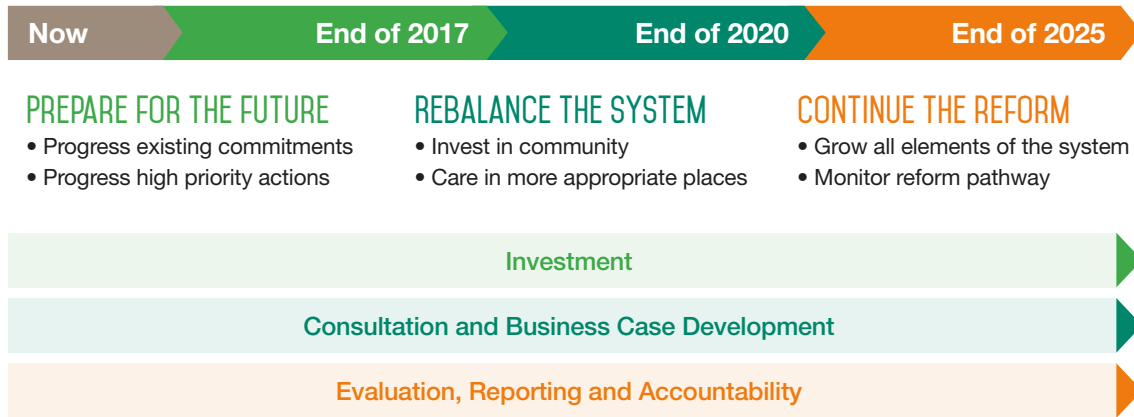 Now
End of 2017
End of 2020
End of 2025
PREPARE FOR THE FUTURE
• Progress existing commitments
• Progress high priority actions
REBALANCE THE SYSTEM
• Invest in community
• Care in more appropriate places
CONTINUE THE REFORM
• Grow all elements of the system
• Monitor reform pathway
Investment
Consultation and Business Case Development
Evaluation, Reporting and Accountability